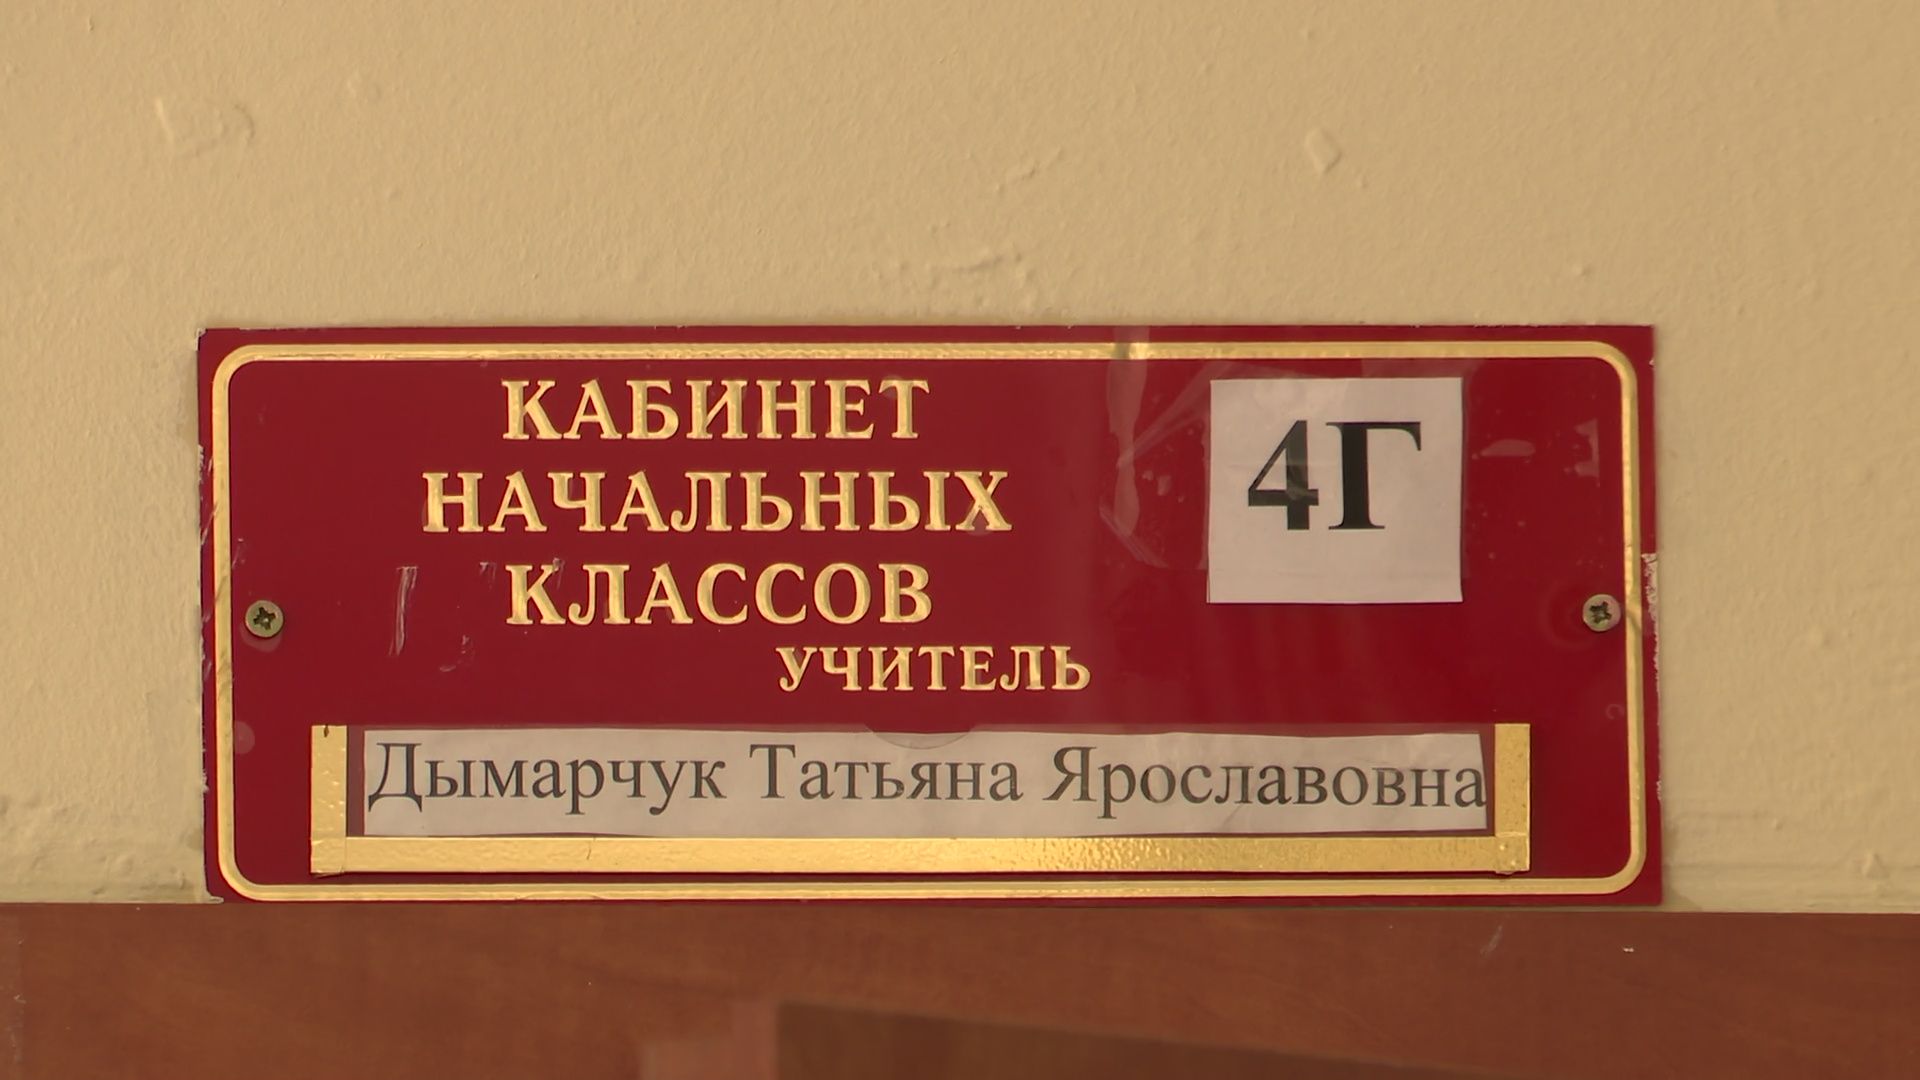 КАБИНЕТ
НАЧАЛЬНЫХ
КЛАССОВ
4Г
УЧИТЕЛЬ
Дымарчук Татьяна Ярославовна